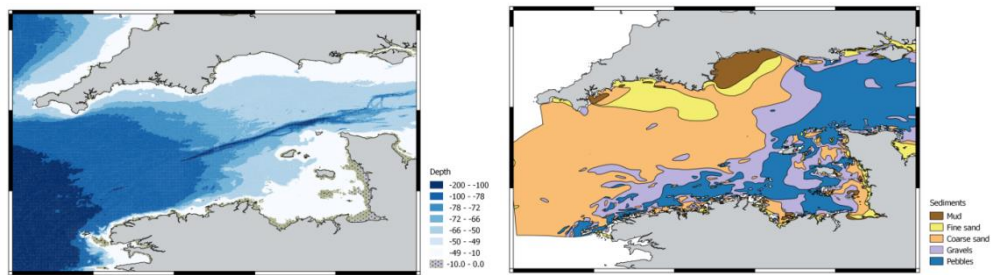 Depth
-200 - -100
-100 - -78
-78 - -72
-72 - -66
-66 - -50
-50 - -49
-49 - -10
-10.0 - 0.0
Sediments
Mud
Fine sand
Coarse sand
Gravels
Pebbles